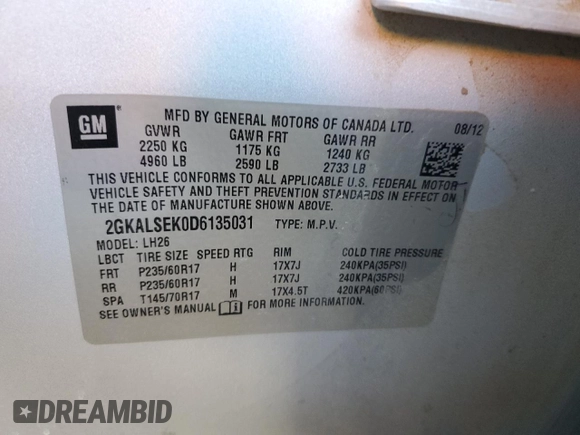 GM
MFD BY GENERAL MOTORS OF CANADA LTD. 08/12
GVWR GAWR FRT GAWR RR
2250 KG 1175 KG 1240 KG
4960 LB 2590 LB 2733 LB
THIS VEHICLE CONFORMS TO ALL APPLICABLE U.S. FEDERAL MOTOR
VEHICLE SAFETY AND THEFT PREVENTION STANDARDS IN EFFECT ON
THE DATE OF MANUFACTURE SHOWN ABOVE.
2GKALSEK0D6135031 TYPE: M.P.V.
MODEL: LH26
LBCT TIRE SIZE SPEED RTG RIM COLD TIRE PRESSURE
FRT P235/60R17 H 17X7J 240KPA(35PSI)
RR P235/60R17 H 17X7J 240KPA(35PSI)
SPA T145/70R17 M 17X4.5T 420KPA(60PSI)
SEE OWNER'S MANUAL FOR MORE INFORMATION.
DREAMBID